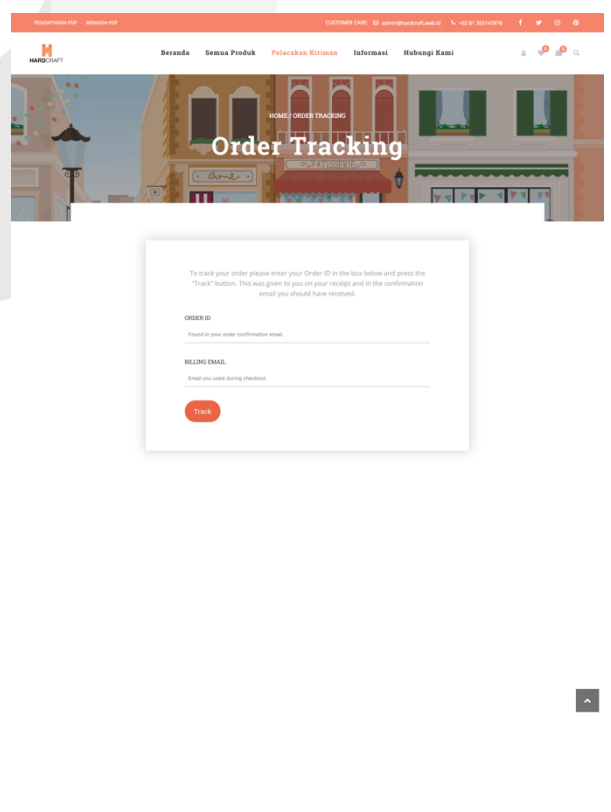 PENDAFTARAN POP BERANDA POP CUSTOMER CARE: admin@hardcraft.web.id
H
HARDCRAFT
Beranda Semua Produk Pelacakan Kiriman Informasi Hubungi Kami 0 0
HOME / ORDER TRACKING
Order Tracking
PATISSERIE
To track your order please enter your Order ID in the box below and press the
"Track" button. This was given to you on your receipt and in the confirmation
email you should have received.
ORDER ID
Found in your order confirmation email.
BILLING EMAIL
Email you used during checkout.
Track